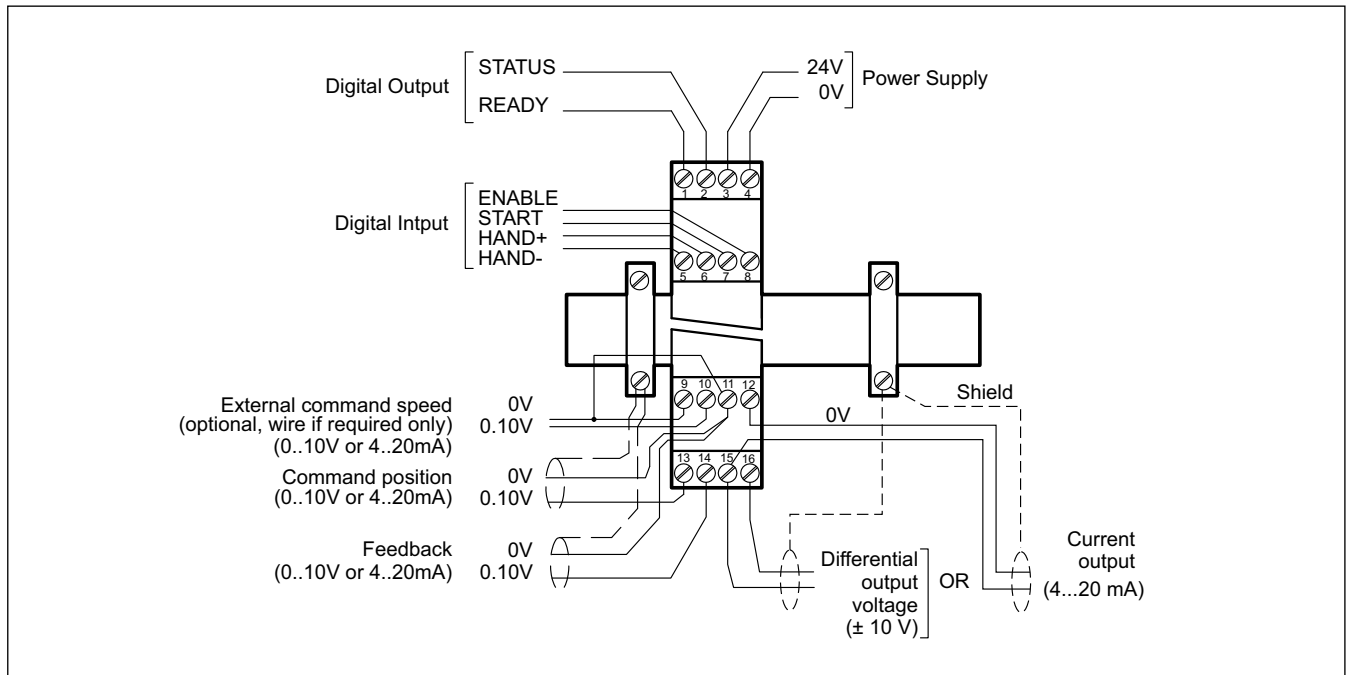 STATUS
Digital Output
READY
24V
0V
Power Supply
1 2 3 4
ENABLE
START
Digital Intput
HAND+
HAND-
5 6 7 8
9 10 11 12
External command speed 0V
(optional, wire if required only) 0.10V
(0..10V or 4..20mA)
Command position 0V
(0..10V or 4..20mA) 0.10V
Feedback 0V
(0..10V or 4..20mA) 0.10V
13 14 15 16
0V
Shield
Differential
output
voltage
(± 10 V)
OR
Current
output
(4...20 mA)